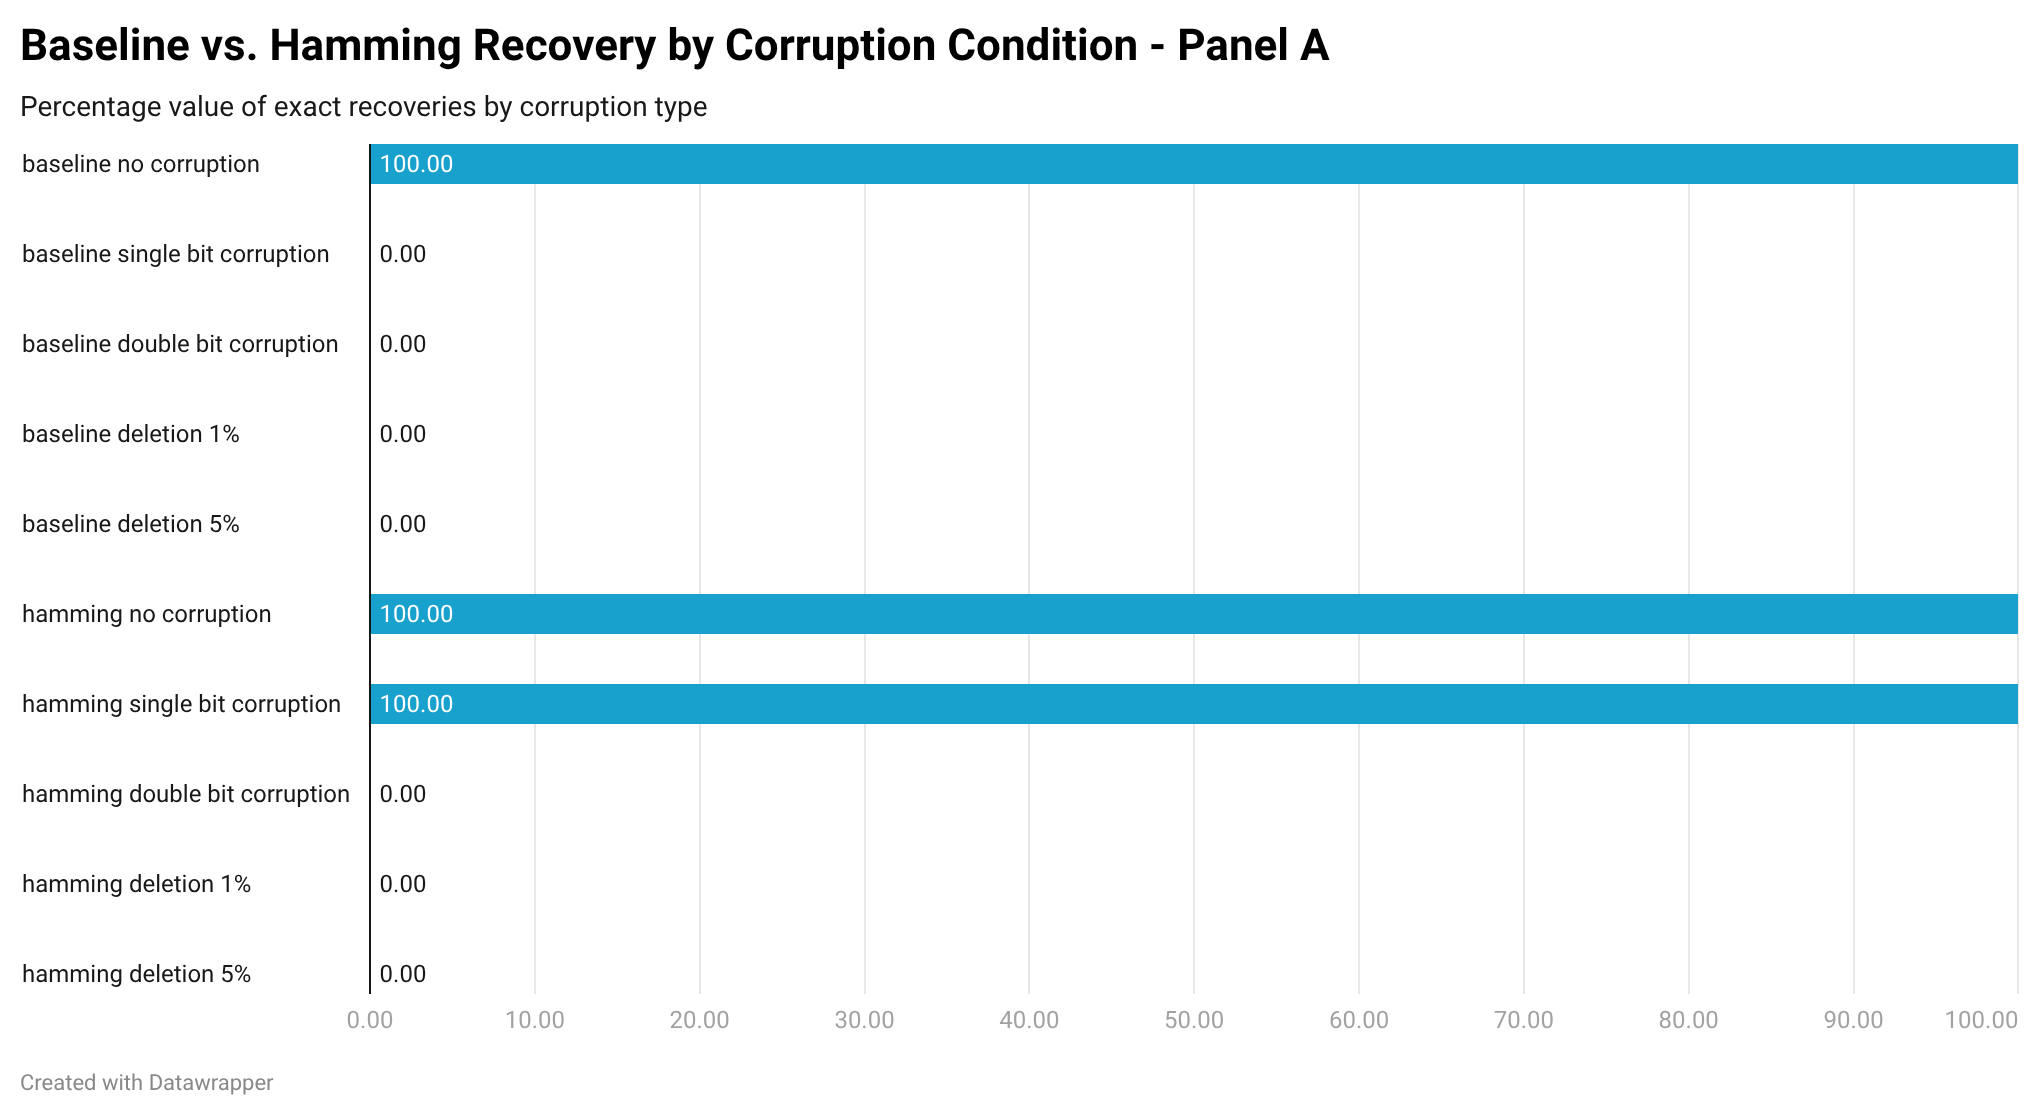 Baseline vs. Hamming Recovery by Corruption Condition - Panel A
Percentage value of exact recoveries by corruption type
baseline no corruption 100.00
baseline single bit corruption 0.00
baseline double bit corruption 0.00
baseline deletion 1% 0.00
baseline deletion 5% 0.00
hamming no corruption 100.00
hamming single bit corruption 100.00
hamming double bit corruption 0.00
hamming deletion 1% 0.00
hamming deletion 5% 0.00
0.00 10.00 20.00 30.00 40.00 50.00 60.00 70.00 80.00 90.00 100.00
Created with Datawrapper